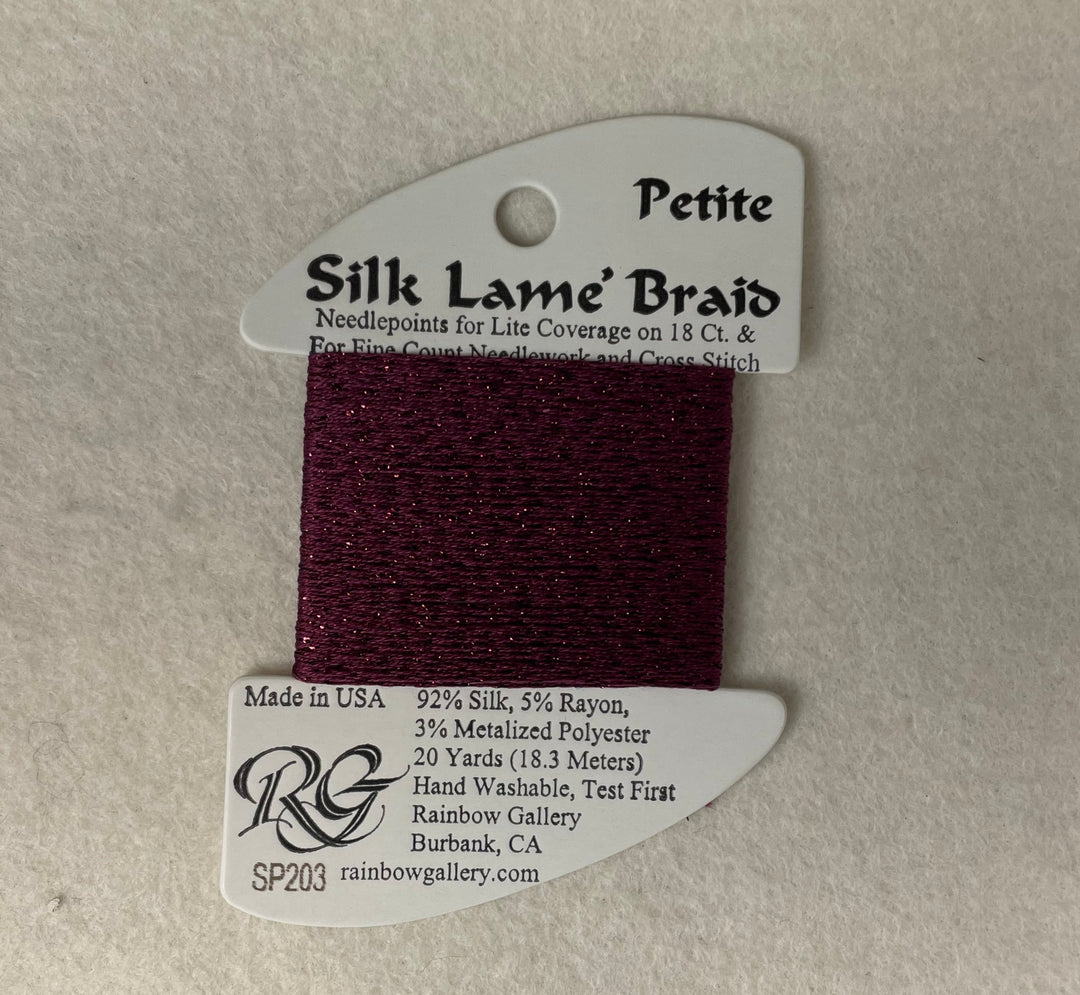 Petite
Silk Lame' Braid
Needlepoints for Lite Coverage on 18 Ct. &
For Fine Count Needlework and Cross Stitch
Made in USA
92% Silk, 5% Rayon,
3% Metalized Polyester
20 Yards (18.3 Meters)
Hand Washable, Test First
Rainbow Gallery
Burbank, CA
RG
SP203
rainbowgallery.com